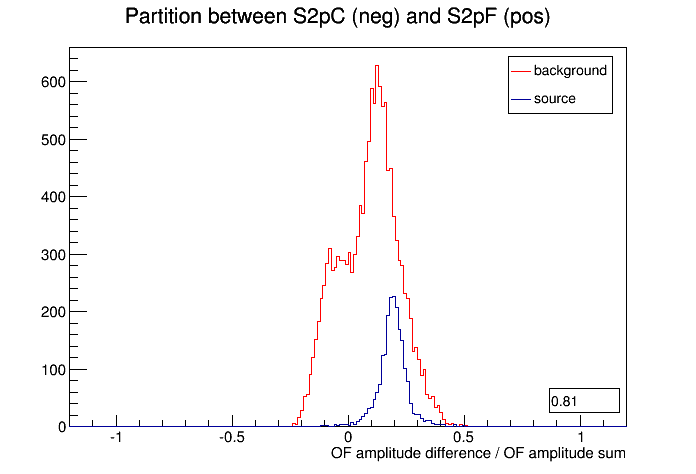 Partition between S2pC (neg) and S2pF (pos)
background
source
600
500
400
300
200
100
0
0.81
-1 -0.5 0 0.5 1
OF amplitude difference / OF amplitude sum